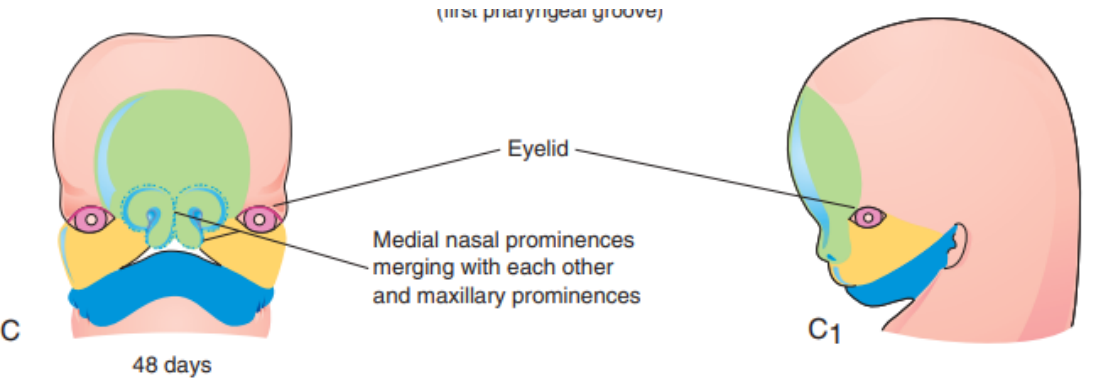 (first pharyngeal groove)
Eyelid
Medial nasal prominences
merging with each other
and maxillary prominences
C
C1
48 days